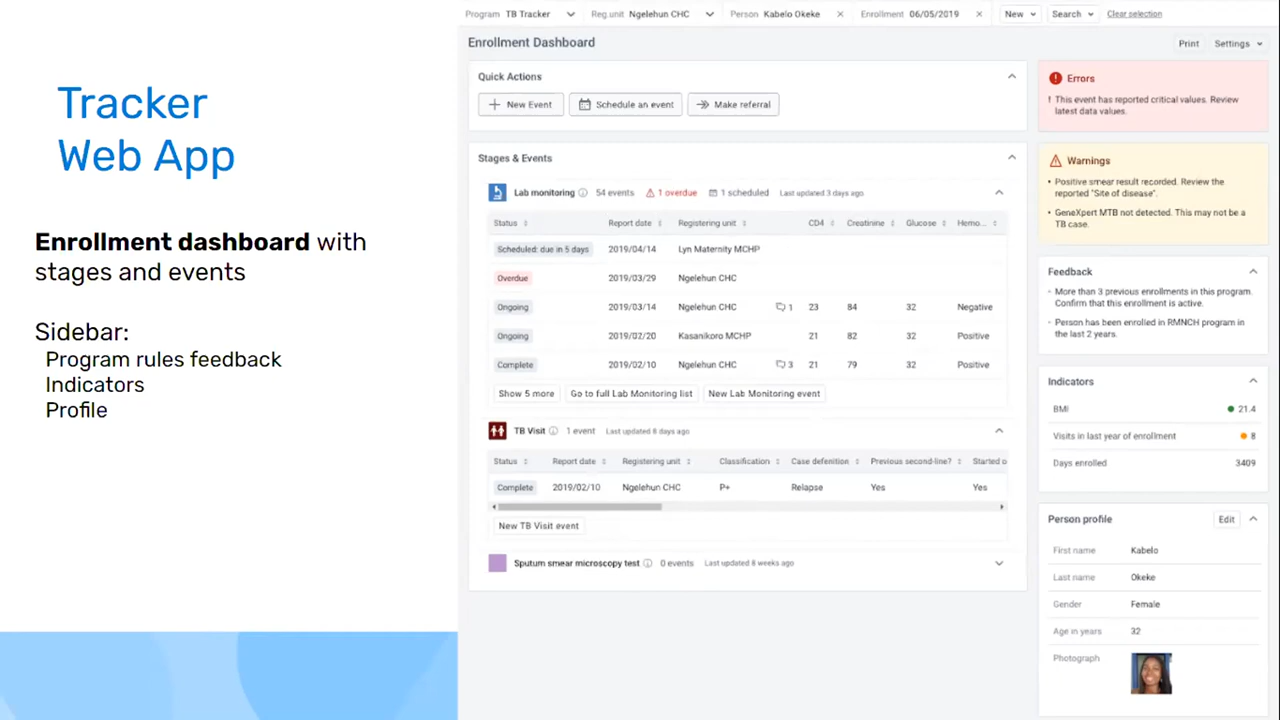 Program TB Tracker Reg.unit Ngelehun CHC Person Kabelo Okeke Enrollment 06/05/2019 New Search Clear selection
Enrollment Dashboard
Print Settings
Tracker
Web App
Enrollment dashboard with
stages and events
Sidebar:
Program rules feedback
Indicators
Profile
Quick Actions
New Event Schedule an event Make referral
Stages & Events
Lab monitoring 54 events 1 overdue 1 scheduled Last updated 3 days ago
Status Report date Registering unit CD4 Creatinine Glucose Hemo...
Scheduled: due in 5 days 2019/04/14 Lyn Maternity MCHP
Overdue 2019/03/29 Ngelehun CHC
Ongoing 2019/03/14 Ngelehun CHC 1 23 84 32 Negative
Ongoing 2019/02/20 Kasanikoro MCHP 21 82 32 Positive
Complete 2019/02/10 Ngelehun CHC 3 21 79 32 Positive
Show 5 more Go to full Lab Monitoring list New Lab Monitoring event
TB Visit 1 event Last updated 8 days ago
Status Report date Registering unit Classification Case defenition Previous second-line? Started o
Complete 2019/02/10 Ngelehun CHC P+ Relapse Yes Yes
New TB Visit event
Sputum smear microscopy test 0 events Last updated 8 weeks ago
Errors
! This event has reported critical values. Review
latest data values.
Warnings
• Positive smear result recorded. Review the
reported "Site of disease".
• GeneXpert MTB not detected. This may not be a
TB case.
Feedback
• More than 3 previous enrollments in this program.
Confirm that this enrollment is active.
• Person has been enrolled in RMNCH program in
the last 2 years.
Indicators
BMI 21.4
Visits in last year of enrollment 8
Days enrolled 3409
Person profile Edit
First name Kabelo
Last name Okeke
Gender Female
Age in years 32
Photograph